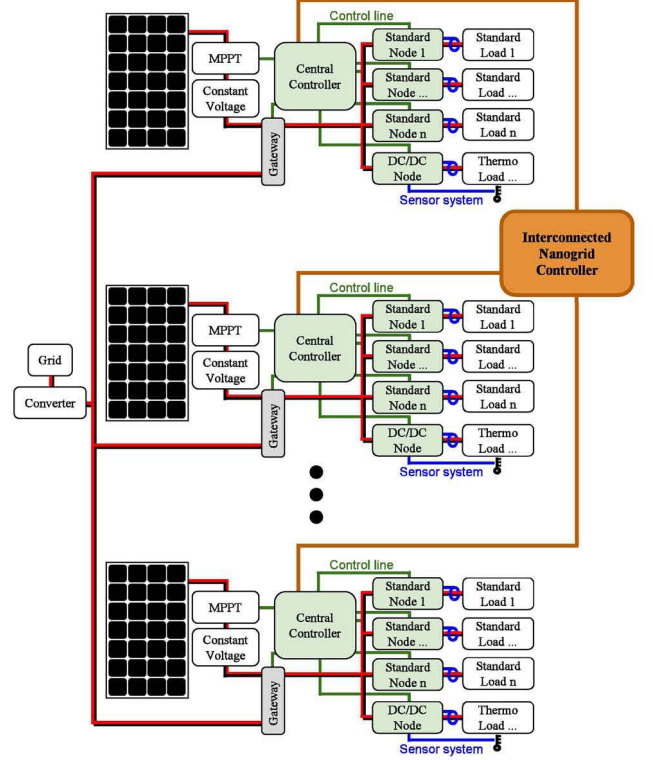 Control line
MPPT
Constant
Voltage
Central
Controller
Gateway
Standard
Node 1
Standard
Load 1
Standard
Node ...
Standard
Load ...
Standard
Node n
Standard
Load n
DC/DC
Node
Thermo
Load ...
Sensor system
Interconnected
Nanogrid
Controller
Control line
MPPT
Constant
Voltage
Central
Controller
Gateway
Standard
Node 1
Standard
Load 1
Standard
Node ...
Standard
Load ...
Standard
Node n
Standard
Load n
DC/DC
Node
Thermo
Load ...
Sensor system
Grid
Converter
Control line
MPPT
Constant
Voltage
Central
Controller
Gateway
Standard
Node 1
Standard
Load 1
Standard
Node ...
Standard
Load ...
Standard
Node n
Standard
Load n
DC/DC
Node
Thermo
Load ...
Sensor system